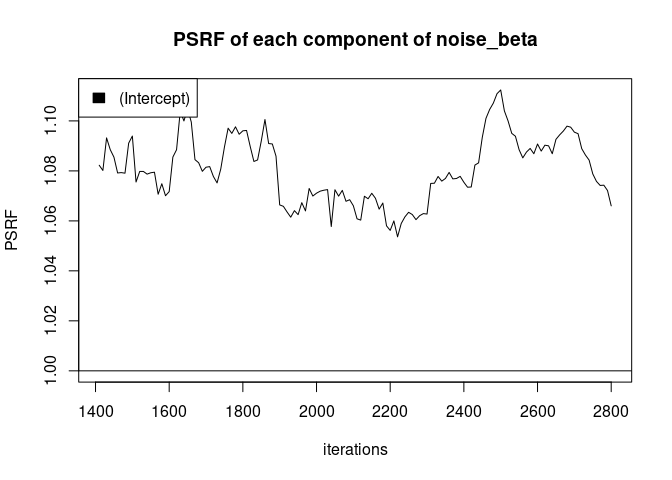 PSRF of each component of noise_beta
(Intercept)
PSRF
1.10
1.08
1.06
1.04
1.02
1.00
1400 1600 1800 2000 2200 2400 2600 2800
iterations